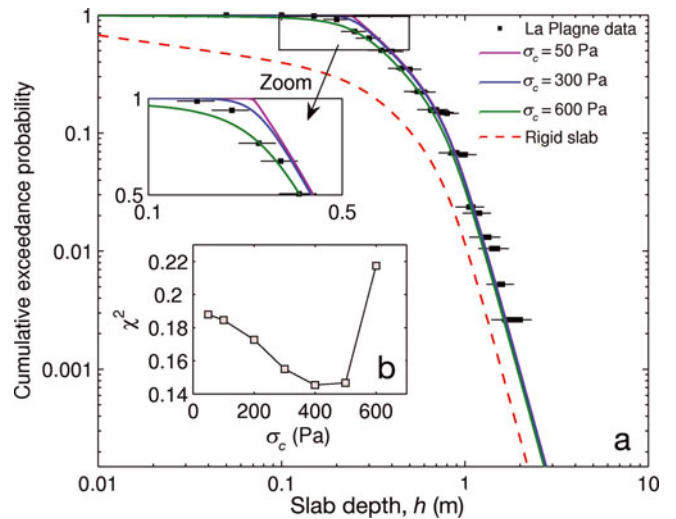 Cumulative exceedance probability
1
0.1
0.01
0.001
La Plagne data
σc = 50 Pa
σc = 300 Pa
σc = 600 Pa
Rigid slab
Zoom
1
0.5
0.1 0.5
χ2
0.22
0.2
0.18
0.16
0.14
b
0 200 400 600
σc (Pa)
a
0.01 0.1 1 10
Slab depth, h (m)